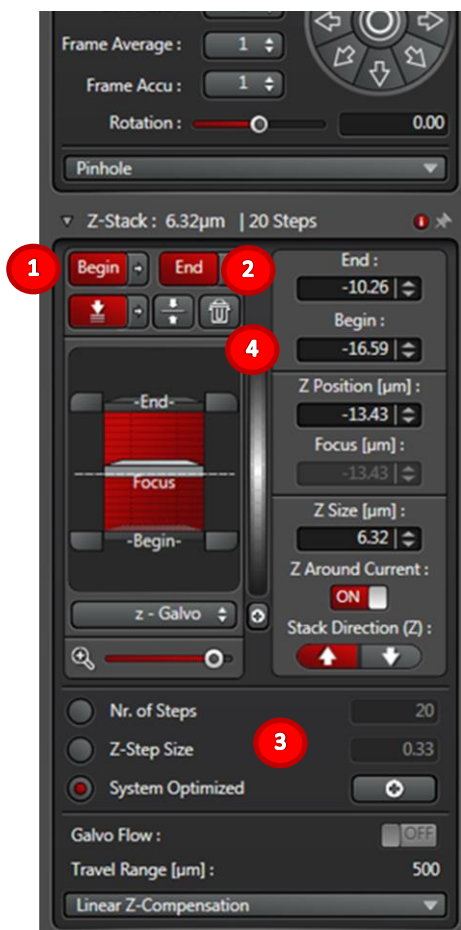 Frame Average : 1
Frame Accu : 1
Rotation : 0.00
Pinhole
Z-Stack : 6.32µm | 20 Steps
1
Begin
End
2
End :
-10.26
Begin :
-16.59
4
Z Position [µm] :
-13.43
Focus [µm] :
-13.43
-End-
Focus
-Begin-
Z Size [µm] :
6.32
Z Around Current :
ON
z - Galvo
Stack Direction (Z) :
Nr. of Steps 20
Z-Step Size 0.33
3
System Optimized
Galvo Flow : OFF
Travel Range [µm] : 500
Linear Z-Compensation